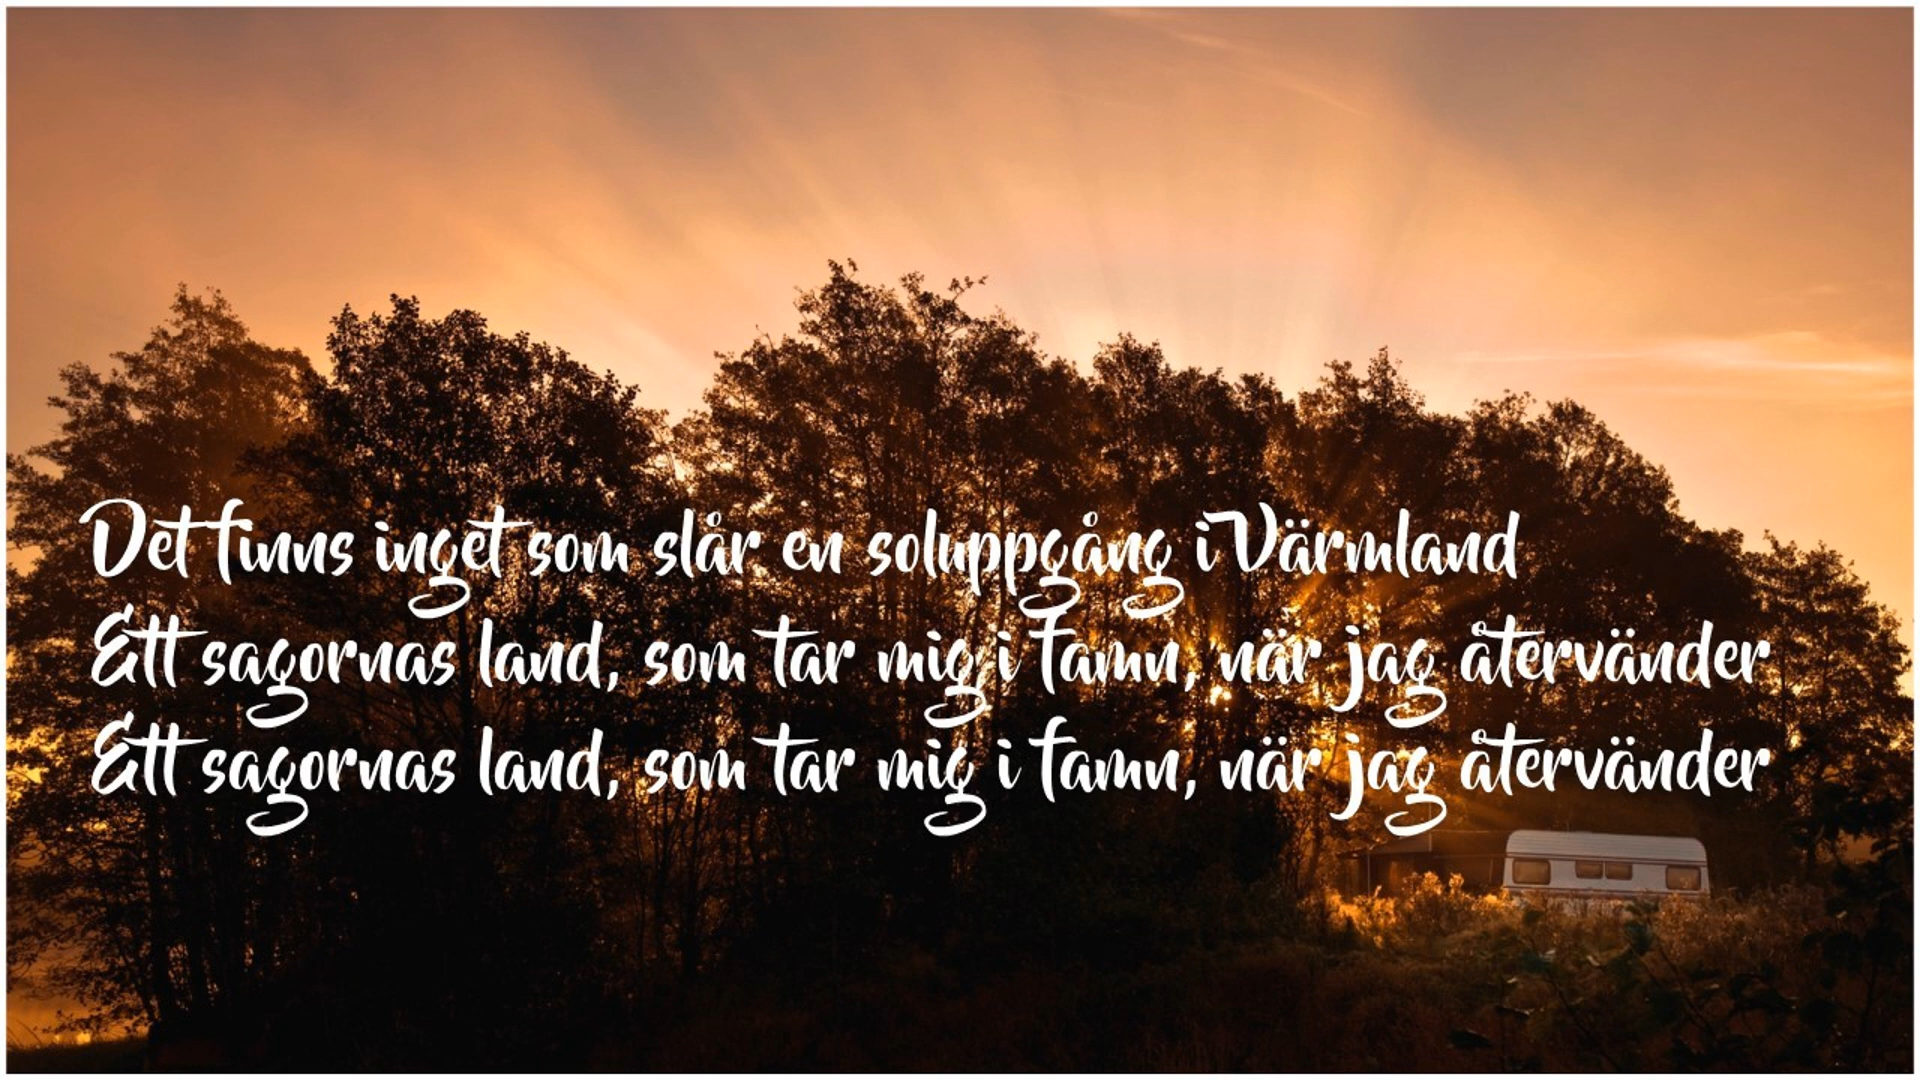 Det finns inget som slår en soluppgång i Värmland
Ett sagornas land, som tar mig i famn, när jag återvänder
Ett sagornas land, som tar mig i famn, när jag återvänder